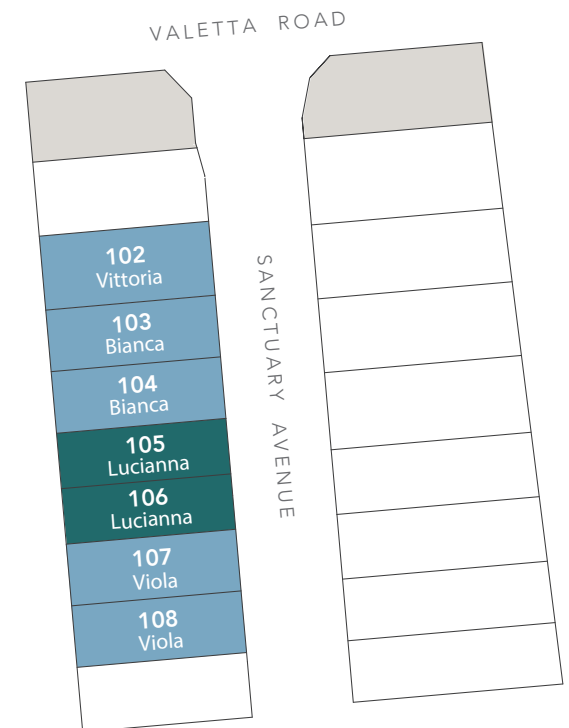 VALETTA ROAD
102
Vittoria
103
Bianca
104
Bianca
105
Lucianna
106
Lucianna
107
Viola
108
Viola
SANCTUARY AVENUE